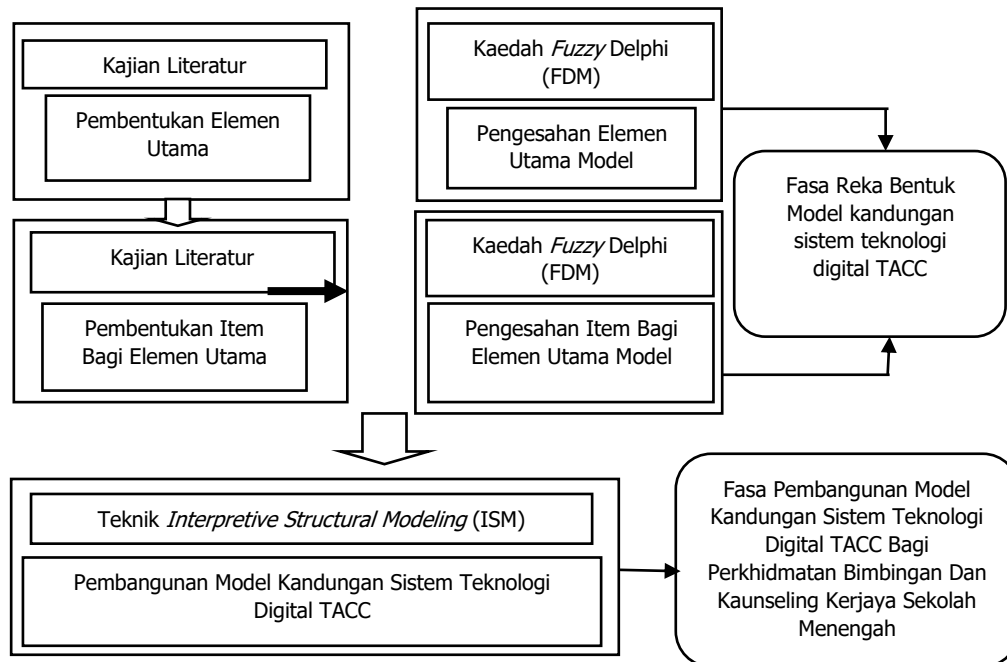 Kajian Literatur
Pembentukan Elemen
Utama
Kaedah Fuzzy Delphi
(FDM)
Pengesahan Elemen
Utama Model
Fasa Reka Bentuk
Model kandungan
sistem teknologi
digital TACC
Kajian Literatur
Pembentukan Item
Bagi Elemen Utama
Kaedah Fuzzy Delphi
(FDM)
Pengesahan Item Bagi
Elemen Utama Model
Teknik Interpretive Structural Modeling (ISM)
Pembangunan Model Kandungan Sistem Teknologi
Digital TACC
Fasa Pembangunan Model
Kandungan Sistem Teknologi
Digital TACC Bagi
Perkhidmatan Bimbingan Dan
Kaunseling Kerjaya Sekolah
Menengah